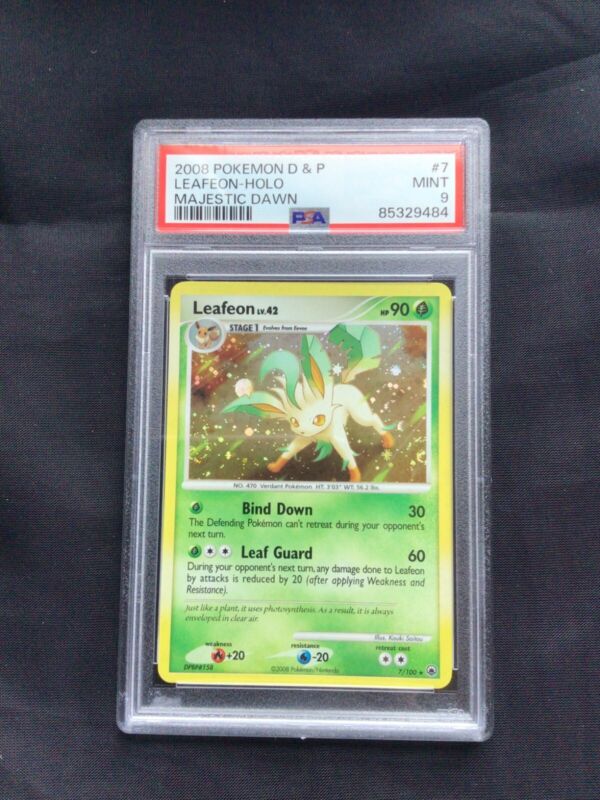 2008 POKEMON D & P #7
LEAFEON-HOLO MINT
MAJESTIC DAWN 9
PSA 85329484
Leafeon LV.42 HP 90
STAGE 1 Evolves from Eevee
NO. 470 Verdant Pokémon HT: 3'03" WT: 56.2 lbs.
Bind Down 30
The Defending Pokémon can't retreat during your opponent's
next turn.
Leaf Guard 60
During your opponent's next turn, any damage done to Leafeon
by attacks is reduced by 20 (after applying Weakness and
Resistance).
Just like a plant, it uses photosynthesis. As a result, it is always
enveloped in clear air.
Illus. Kouki Saitou
weakness resistance retreat cost
+20 -20
DPBP#158 ©2008 Pokémon/Nintendo 7/100 ★